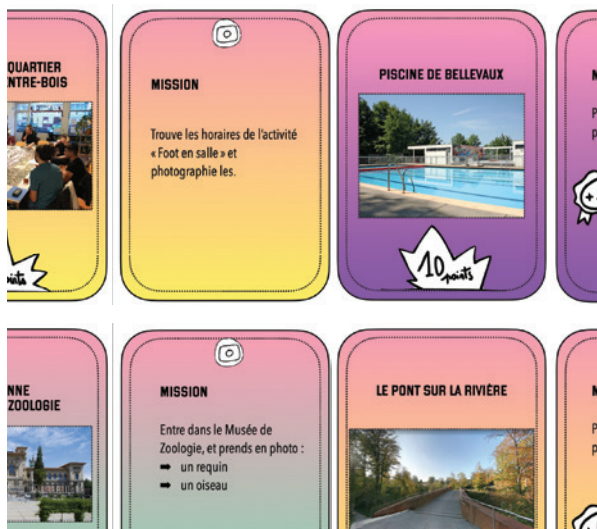 QUARTIER
NTRE-BOIS
MISSION
Trouve les horaires de l'activité
« Foot en salle » et
photographie les.
PISCINE DE BELLEVAUX
10
points
NNE
ZOOLOGIE
MISSION
Entre dans le Musée de
Zoologie, et prends en photo :
➡ un requin
➡ un oiseau
LE PONT SUR LA RIVIÈRE